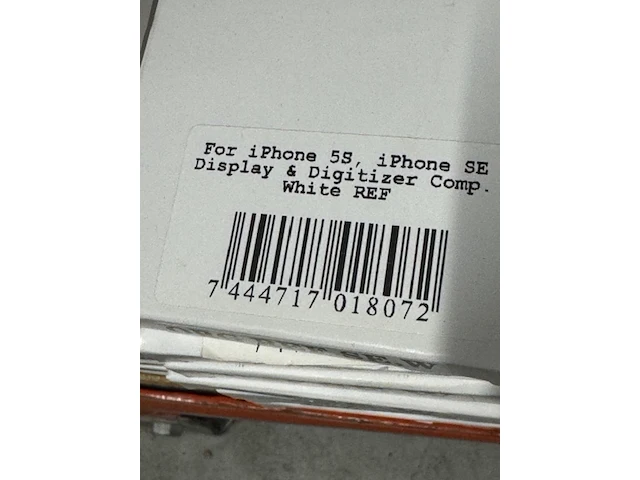 For iPhone 5S, iPhone SE
Display & Digitizer Comp.
White REF
7 444717 018072